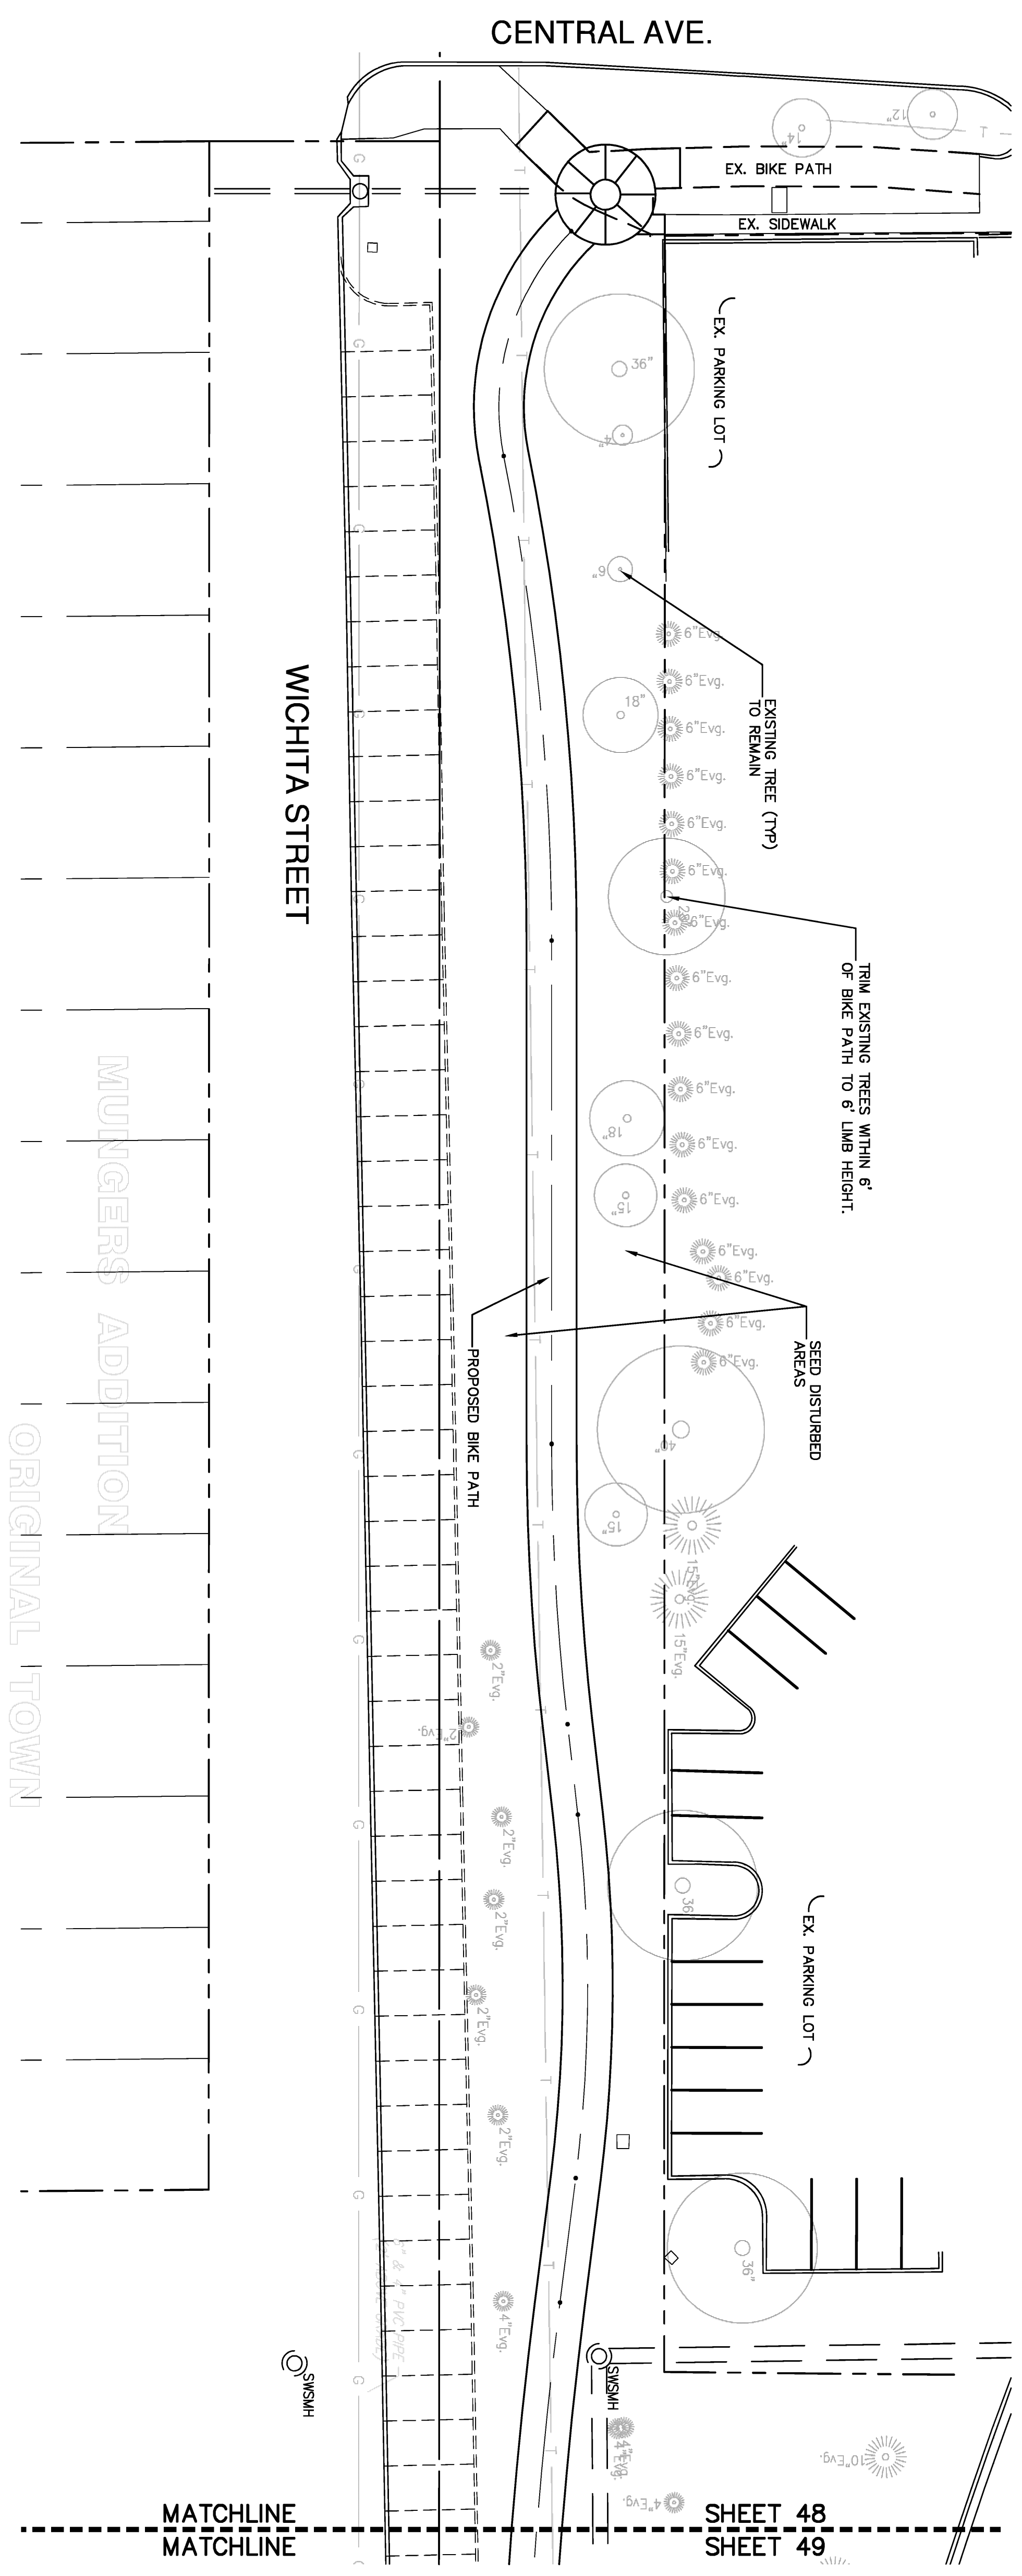 CENTRAL AVE.
12"
14"
T
EX. BIKE PATH
EX. SIDEWALK
G
T
EX. PARKING LOT
36"
4"
G
T
G
T
6"
6"Evg.
6"Evg.
18"
6"Evg.
6"Evg.
6"Evg.
6"Evg.
6"Evg.
6"Evg.
6"Evg.
6"Evg.
6"Evg.
6"Evg.
6"Evg.
6"Evg.
6"Evg.
6"Evg.
EXISTING TREE (TYP)
TO REMAIN
WICHITA STREET
G
T
G
TRIM EXISTING TREES WITHIN 6'
OF BIKE PATH TO 6' LIMB HEIGHT.
T
G
MUNGERS ADDITION
18"
T
15"
G
SEED DISTURBED
AREAS
PROPOSED BIKE PATH
40"
G
15"
T
15"Evg.
15"Evg.
ORIGINAL TOWN
G
2"Evg.
T
2"Evg.
G
2"Evg.
36
T
2"Evg.
EX. PARKING LOT
G
2"Evg.
T
2"Evg.
G
36"
T
6" & 4" PVC PIPE
4"Evg.
SWSMH
SWSMH
G
4"Evg.
4"Evg.
T
10"Evg.
4"Evg.
MATCHLINE SHEET 48
MATCHLINE SHEET 49